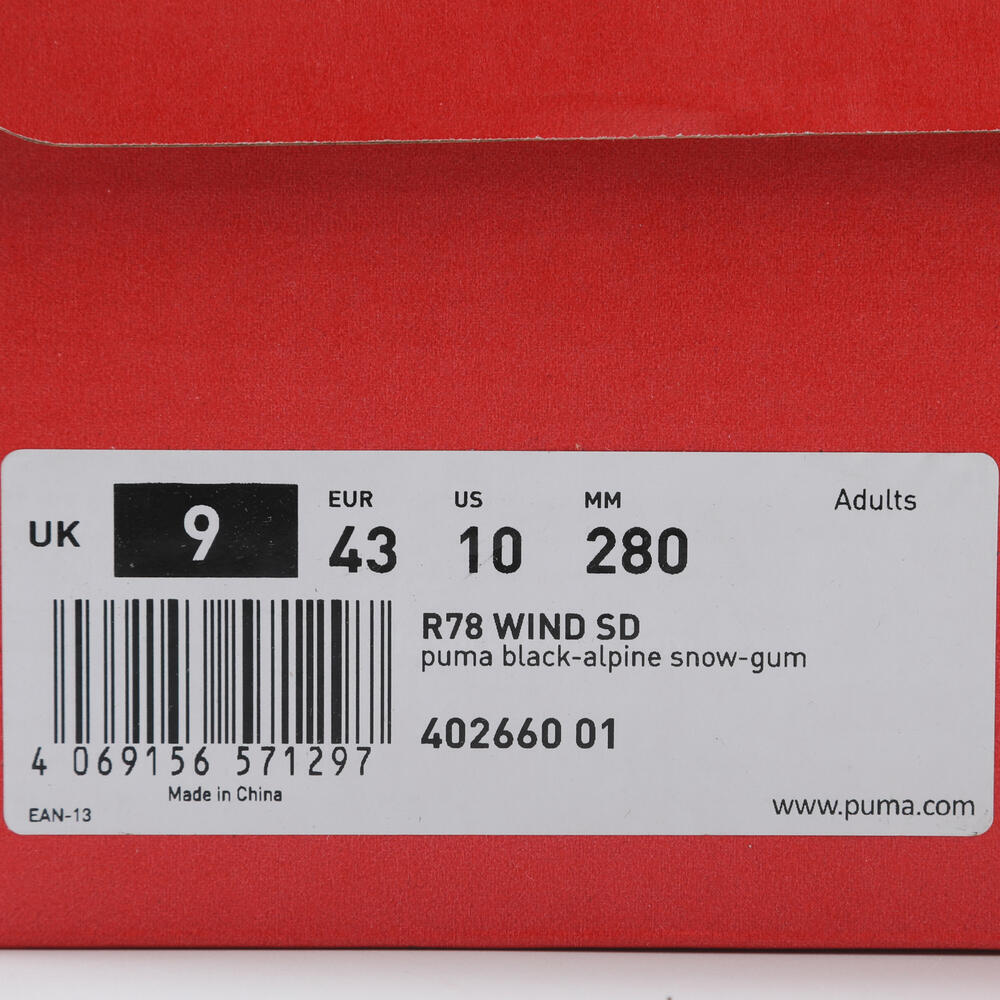 EUR US MM Adults
UK 9 43 10 280
R78 WIND SD
puma black-alpine snow-gum
402660 01
4 069156 571297
Made in China
EAN-13
www.puma.com